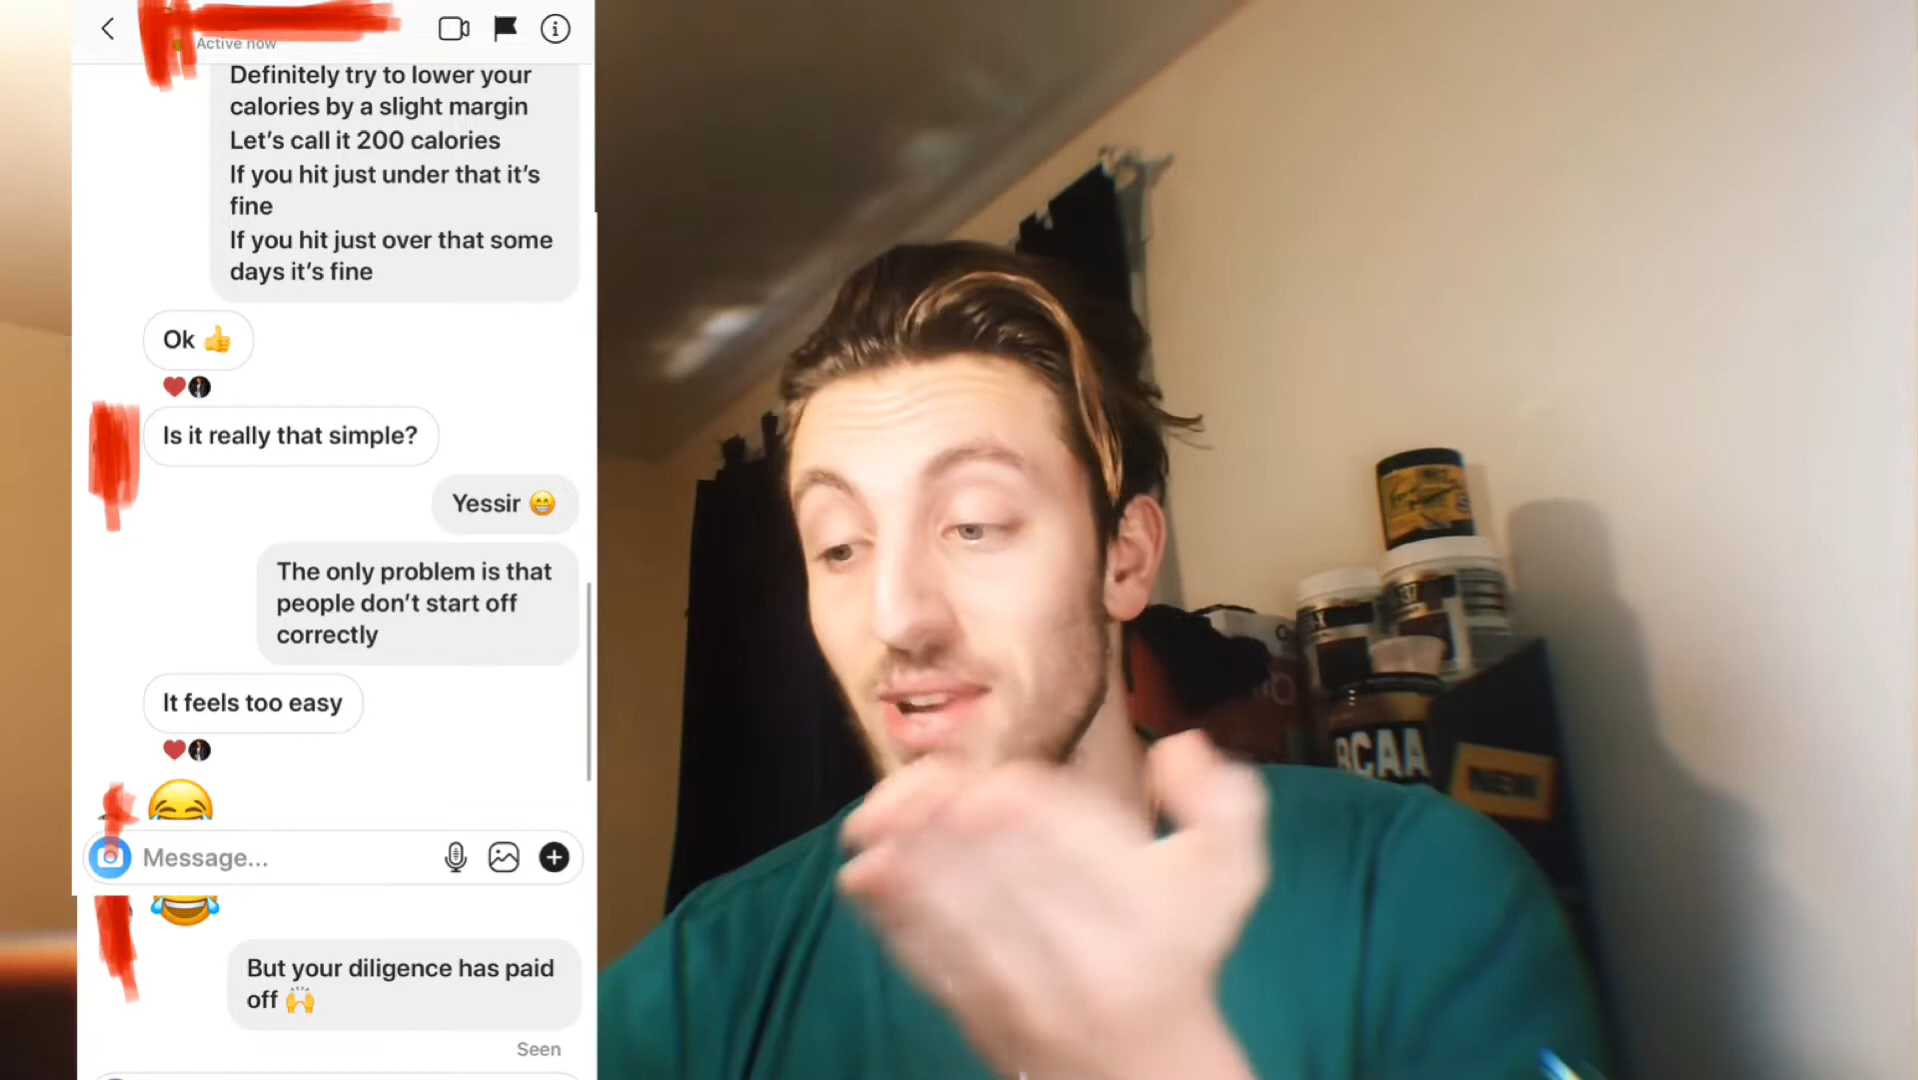 Active now
Definitely try to lower your
calories by a slight margin
Let's call it 200 calories
If you hit just under that it's
fine
If you hit just over that some
days it's fine
Ok 👍
Is it really that simple?
Yessir 😁
The only problem is that
people don't start off
correctly
It feels too easy
😂
Message...
😂
But your diligence has paid
off 🙌
Seen
BCAA
NEW